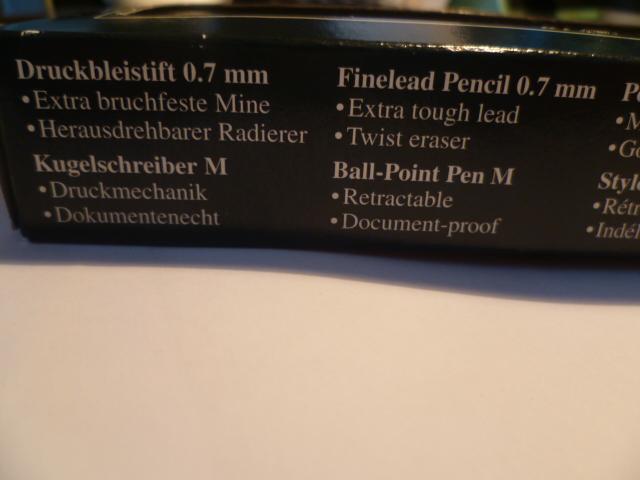 Druckbleistift 0.7 mm
• Extra bruchfeste Mine
• Herausdrehbarer Radierer
Kugelschreiber M
• Druckmechanik
• Dokumentenecht
Finelead Pencil 0.7 mm
• Extra tough lead
• Twist eraser
Ball-Point Pen M
• Retractable
• Document-proof